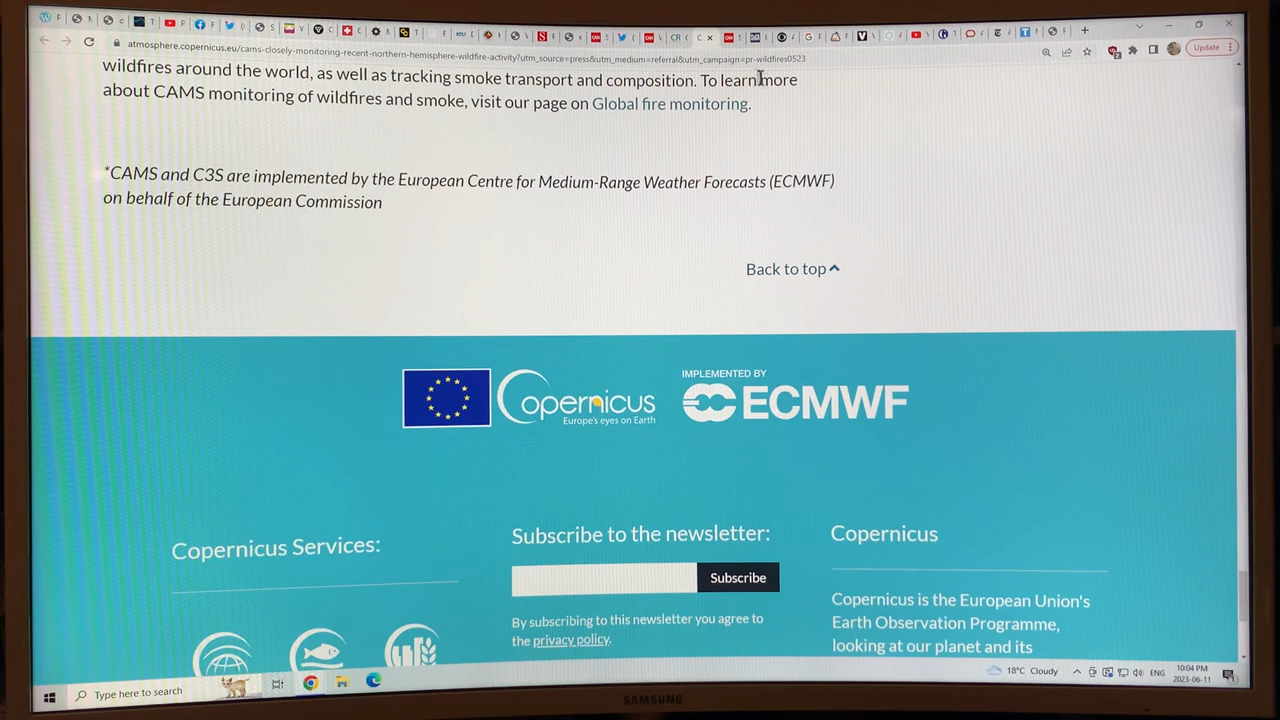 atmosphere.copernicus.eu/cams-closely-monitoring-recent-northern-hemisphere-wildfire-activity?utm_source=press&utm_medium=referral&utm_campaign=pr-wildfires0523
Update
wildfires around the world, as well as tracking smoke transport and composition. To learn more
about CAMS monitoring of wildfires and smoke, visit our page on Global fire monitoring.
*CAMS and C3S are implemented by the European Centre for Medium-Range Weather Forecasts (ECMWF)
on behalf of the European Commission
Back to top
Copernicus
Europe's eyes on Earth
IMPLEMENTED BY
ECMWF
Copernicus Services:
Subscribe to the newsletter:
Subscribe
By subscribing to this newsletter you agree to
the privacy policy.
Copernicus
Copernicus is the European Union's
Earth Observation Programme,
looking at our planet and its
Type here to search
18°C Cloudy
ENG
10:04 PM
2023-06-11
SAMSUNG